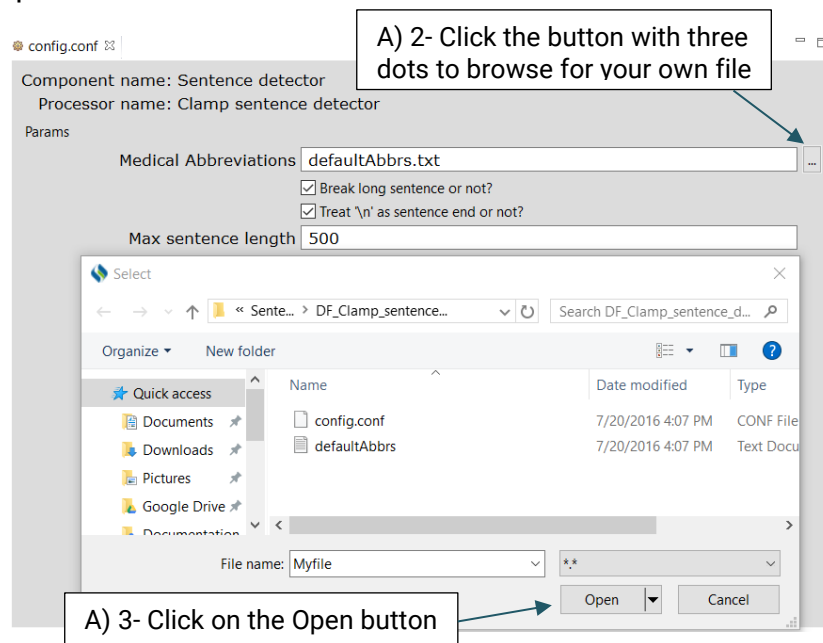 config.conf
A) 2- Click the button with three
dots to browse for your own file
Component name: Sentence detector
Processor name: Clamp sentence detector
Params
Medical Abbreviations defaultAbbrs.txt ...
Break long sentence or not?
Treat '\n' as sentence end or not?
Max sentence length 500
Select
« Sente... > DF_Clamp_sentence... Search DF_Clamp_sentence_d...
Organize New folder ?
Quick access Name Date modified Type
Documents config.conf 7/20/2016 4:07 PM CONF File
Downloads defaultAbbrs 7/20/2016 4:07 PM Text Docu
Pictures
Google Drive
Documentation
File name: Myfile *.*
Open Cancel
A) 3- Click on the Open button